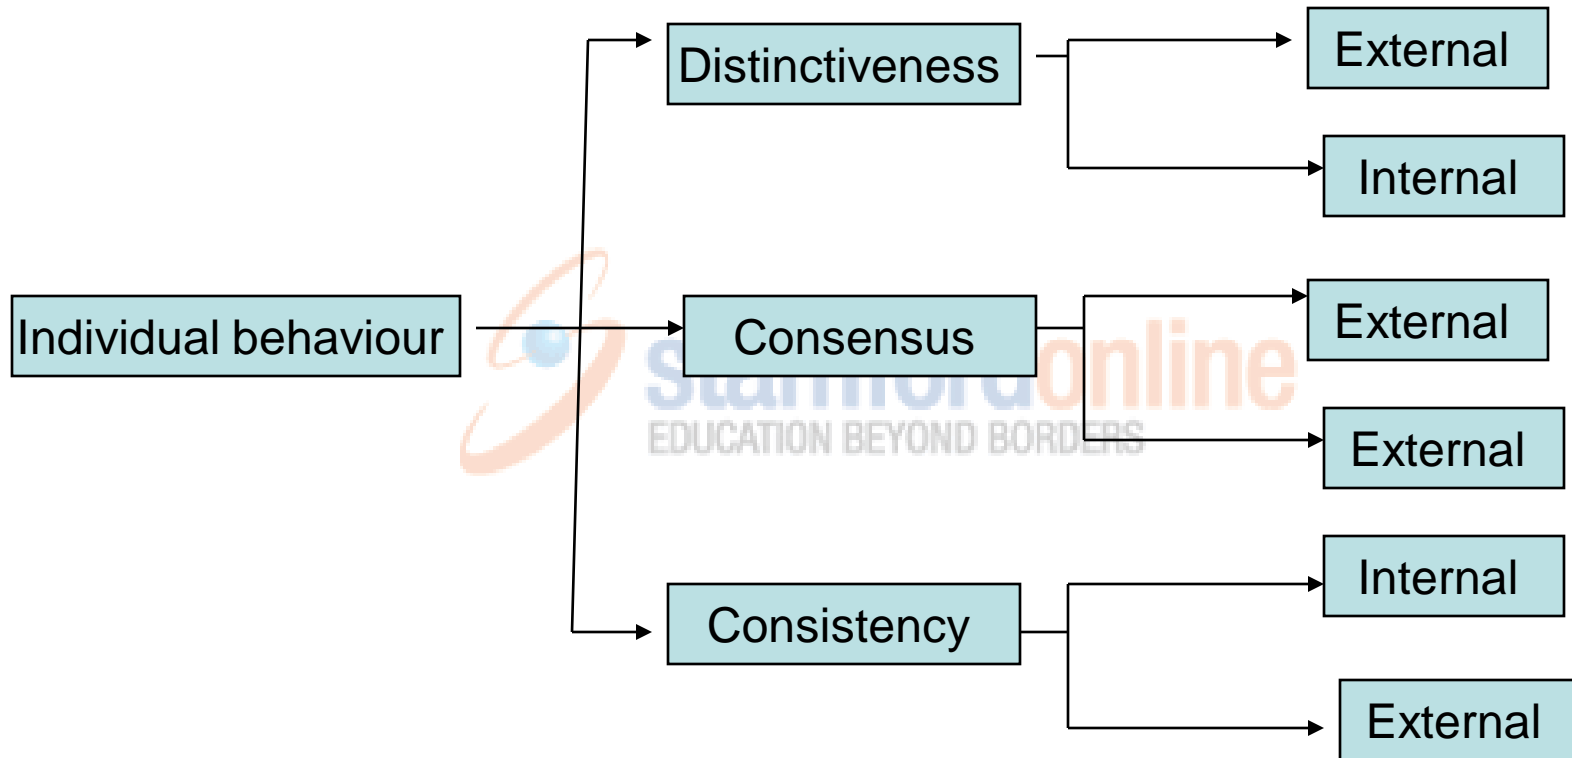 Distinctiveness
External
Internal
Individual behaviour
Consensus
External
stamfordonline
EDUCATION BEYOND BORDERS
External
Consistency
Internal
External